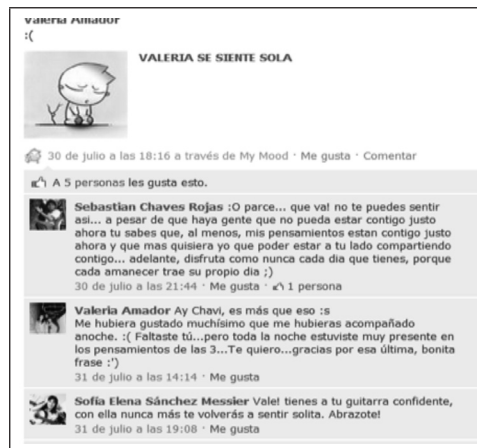 Valeria Amador
:(
VALERIA SE SIENTE SOLA
30 de julio a las 18:16 a través de My Mood · Me gusta · Comentar
A 5 personas les gusta esto.
Sebastian Chaves Rojas :O parce... que va! no te puedes sentir
asi... a pesar de que haya gente que no pueda estar contigo justo
ahora tu sabes que, al menos, mis pensamientos estan contigo justo
ahora y que mas quisiera yo que poder estar a tu lado compartiendo
contigo... adelante, disfruta como nunca cada dia que tienes, porque
cada amanecer trae su propio dia ;)
30 de julio a las 21:44 · Me gusta · 1 persona
Valeria Amador Ay Chavi, es más que eso :s
Me hubiera gustado muchísimo que me hubieras acompañado
anoche. :( Faltaste tú...pero toda la noche estuviste muy presente en
los pensamientos de las 3...Te quiero...gracias por esa última, bonita
frase :')
31 de julio a las 14:14 · Me gusta
Sofía Elena Sánchez Messier Vale! tienes a tu guitarra confidente,
con ella nunca más te volverás a sentir solita. Abrazote!
31 de julio a las 19:08 · Me gusta